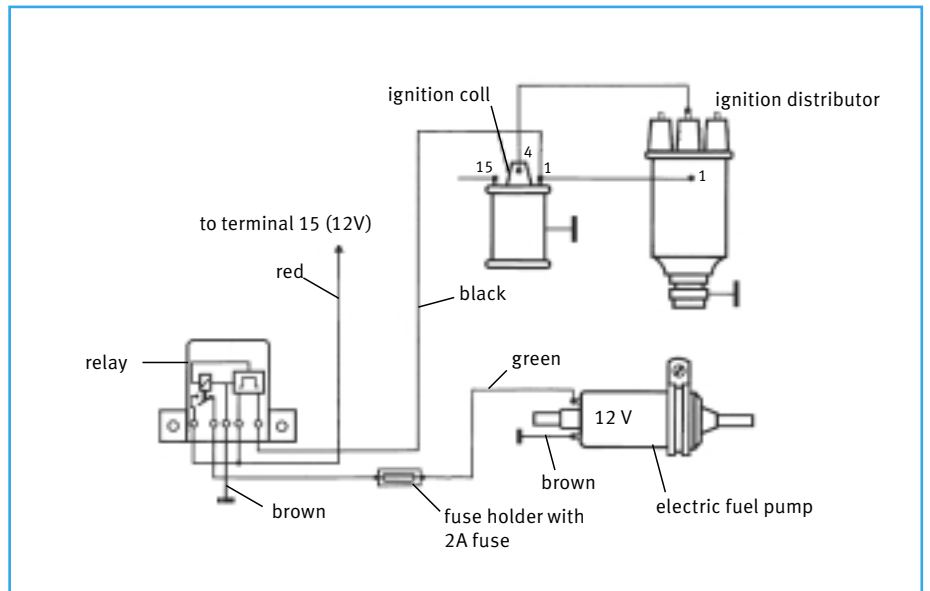 ignition coll
ignition distributor
4
15
1
1
to terminal 15 (12V)
red
black
relay
green
12 V
brown
brown
electric fuel pump
fuse holder with
2A fuse